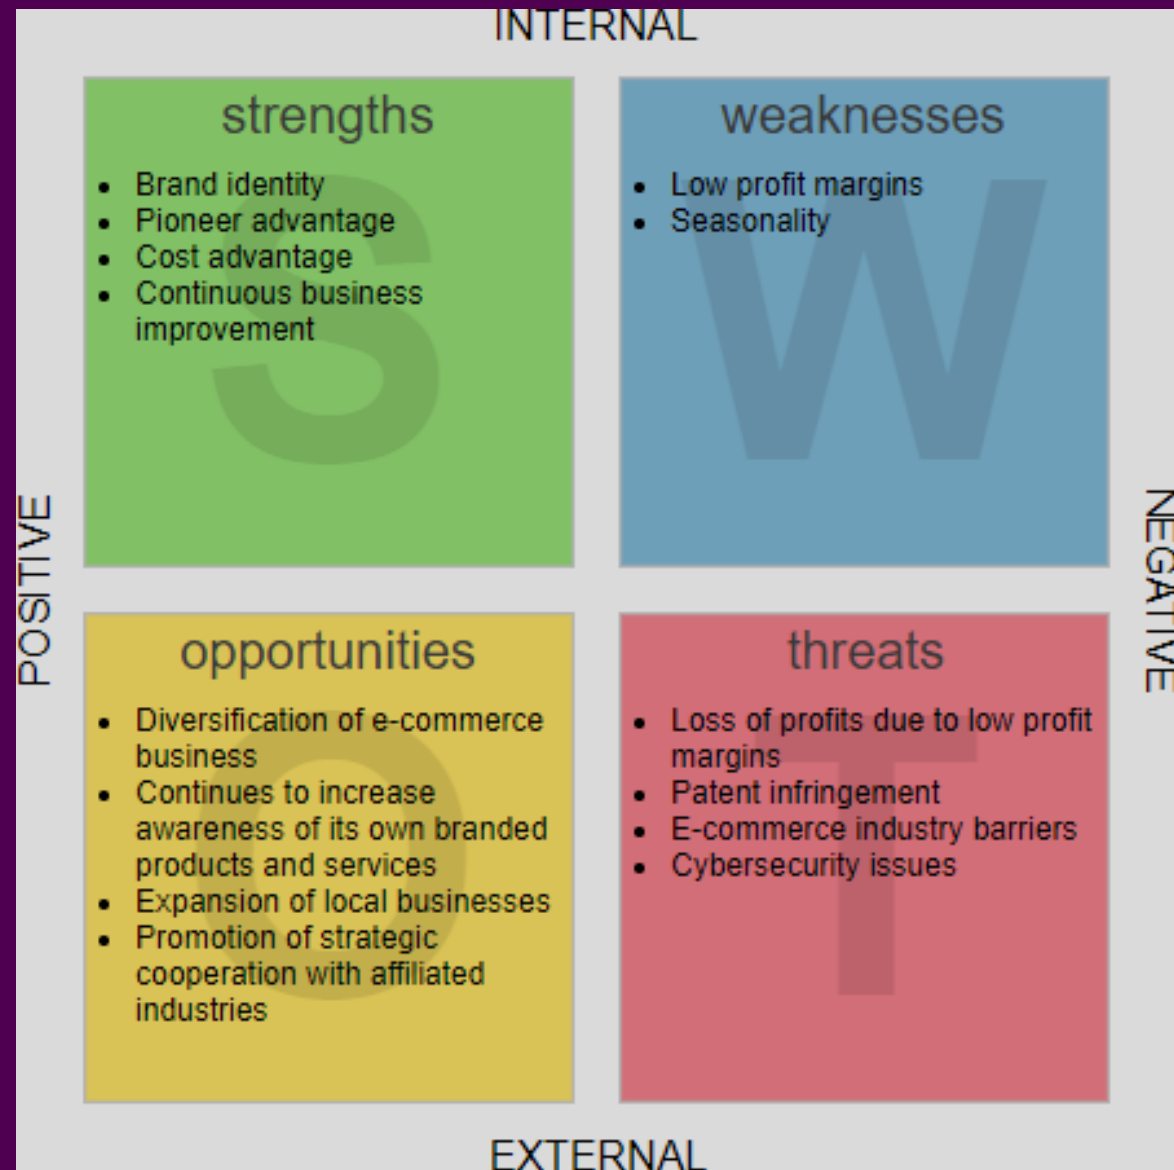 INTERNAL
strengths
• Brand identity
• Pioneer advantage
• Cost advantage
• Continuous business
improvement
S
weaknesses
• Low profit margins
• Seasonality
W
POSITIVE
NEGATIVE
opportunities
• Diversification of e-commerce
business
• Continues to increase
awareness of its own branded
products and services
• Expansion of local businesses
• Promotion of strategic
cooperation with affiliated
industries
O
threats
• Loss of profits due to low profit
margins
• Patent infringement
• E-commerce industry barriers
• Cybersecurity issues
T
EXTERNAL